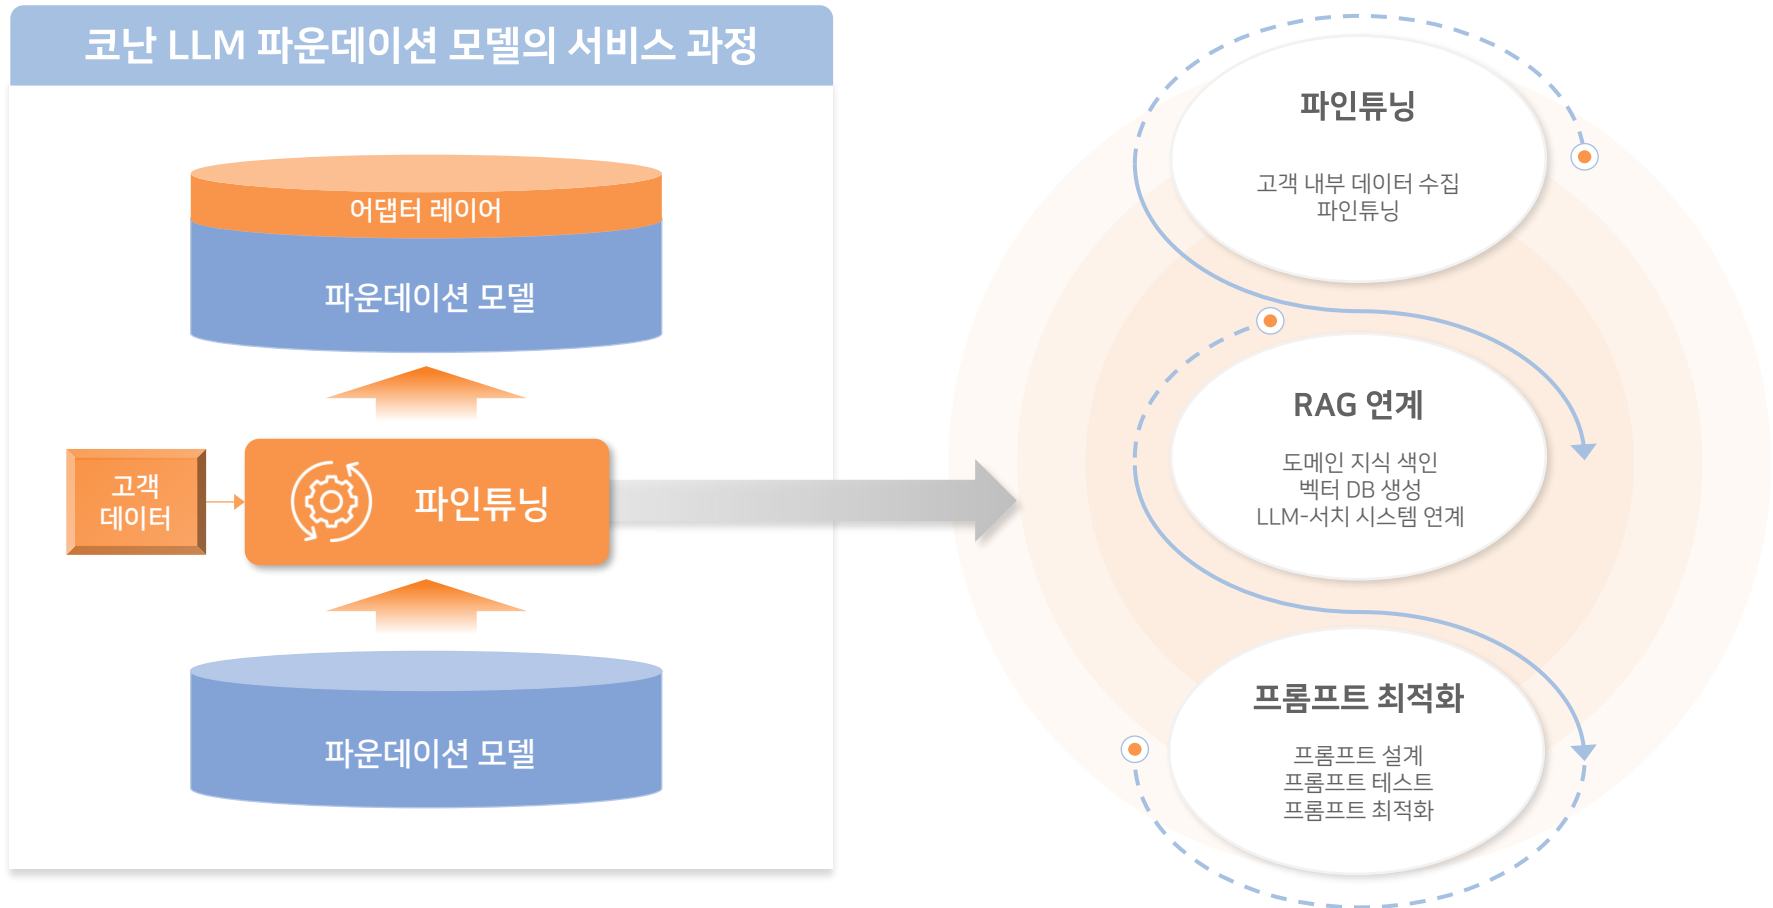 코난 LLM 파운데이션 모델의 서비스 과정
어댑터 레이어
파운데이션 모델
고객
데이터
파인튜닝
파운데이션 모델
파인튜닝
고객 내부 데이터 수집
파인튜닝
RAG 연계
도메인 지식 색인
벡터 DB 생성
LLM-서치 시스템 연계
프롬프트 최적화
프롬프트 설계
프롬프트 테스트
프롬프트 최적화